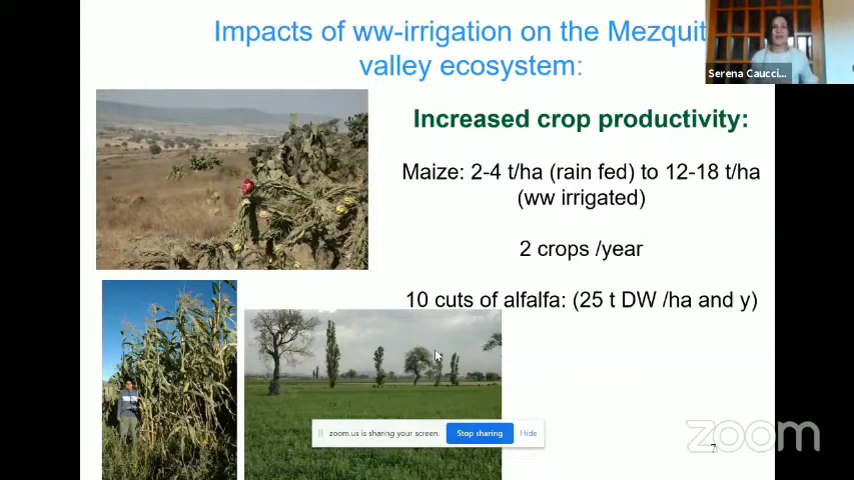 Impacts of ww-irrigation on the Mezquit
valley ecosystem:
Serena Caucci...
Increased crop productivity:
Maize: 2-4 t/ha (rain fed) to 12-18 t/ha
(ww irrigated)
2 crops /year
10 cuts of alfalfa: (25 t DW /ha and y)
zoom.us is sharing your screen.
Stop sharing
Hide
zoom
7